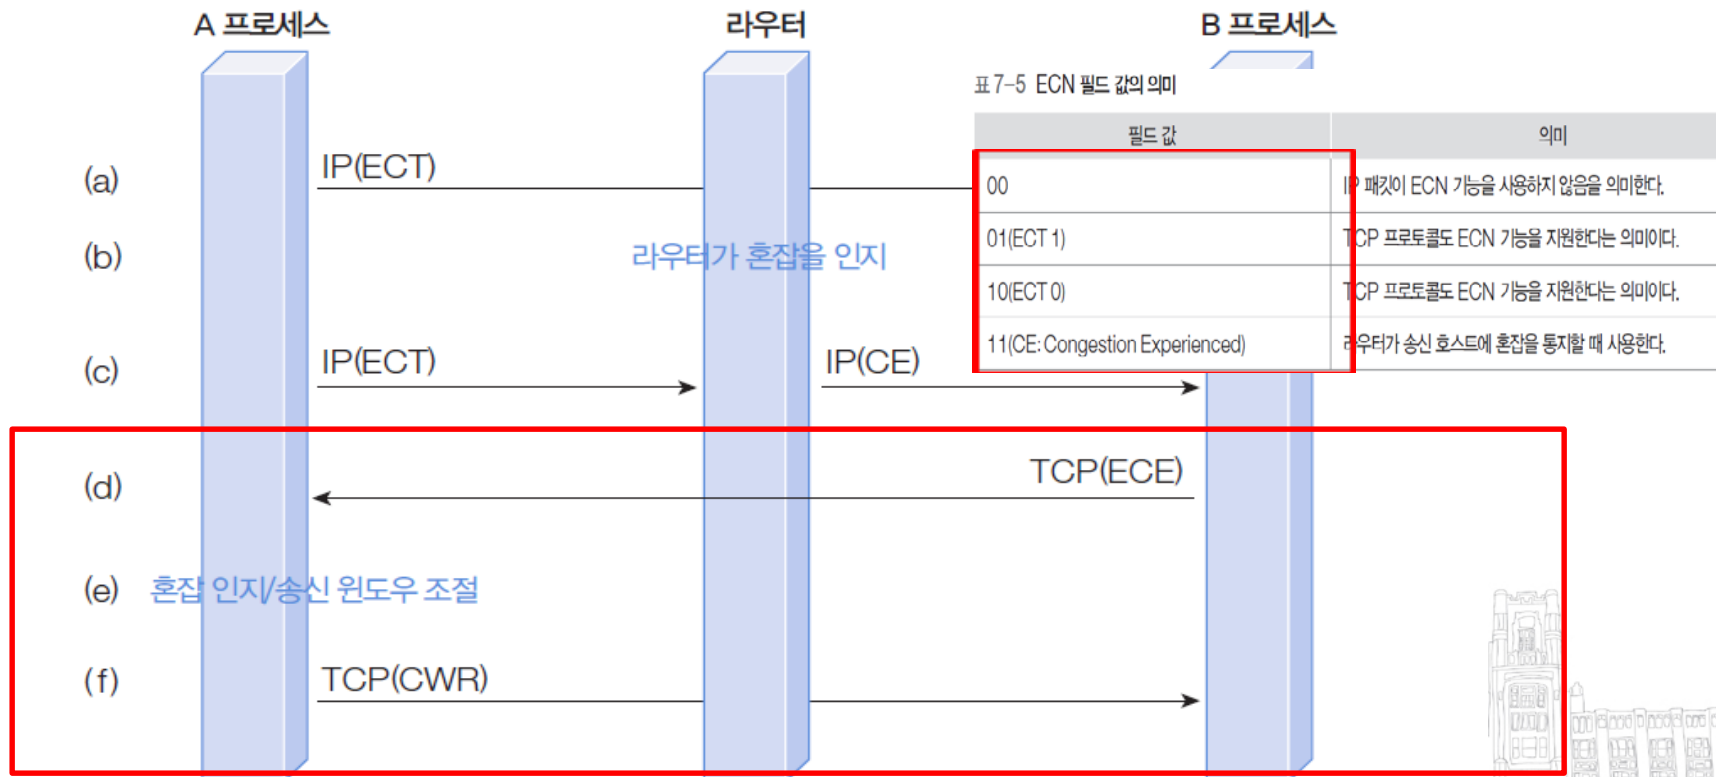 A 프로세스
라우터
B 프로세스
표 7-5 ECN 필드 값의 의미
필드 값
의미
(a)
IP(ECT)
00
IP 패킷이 ECN 기능을 사용하지 않음을 의미한다.
(b)
라우터가 혼잡을 인지
01(ECT 1)
TCP 프로토콜도 ECN 기능을 지원한다는 의미이다.
10(ECT 0)
TCP 프로토콜도 ECN 기능을 지원한다는 의미이다.
(c)
IP(ECT)
IP(CE)
11(CE: Congestion Experienced)
라우터가 송신 호스트에 혼잡을 통지할 때 사용한다.
(d)
TCP(ECE)
(e)
혼잡 인지/송신 윈도우 조절
(f)
TCP(CWR)